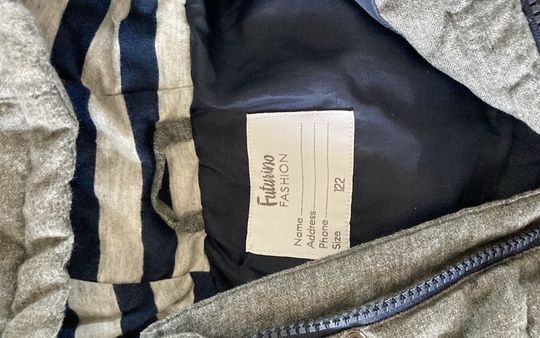 Futurino
FASHION
Name..................
Address..................
Phone..................
Size 122